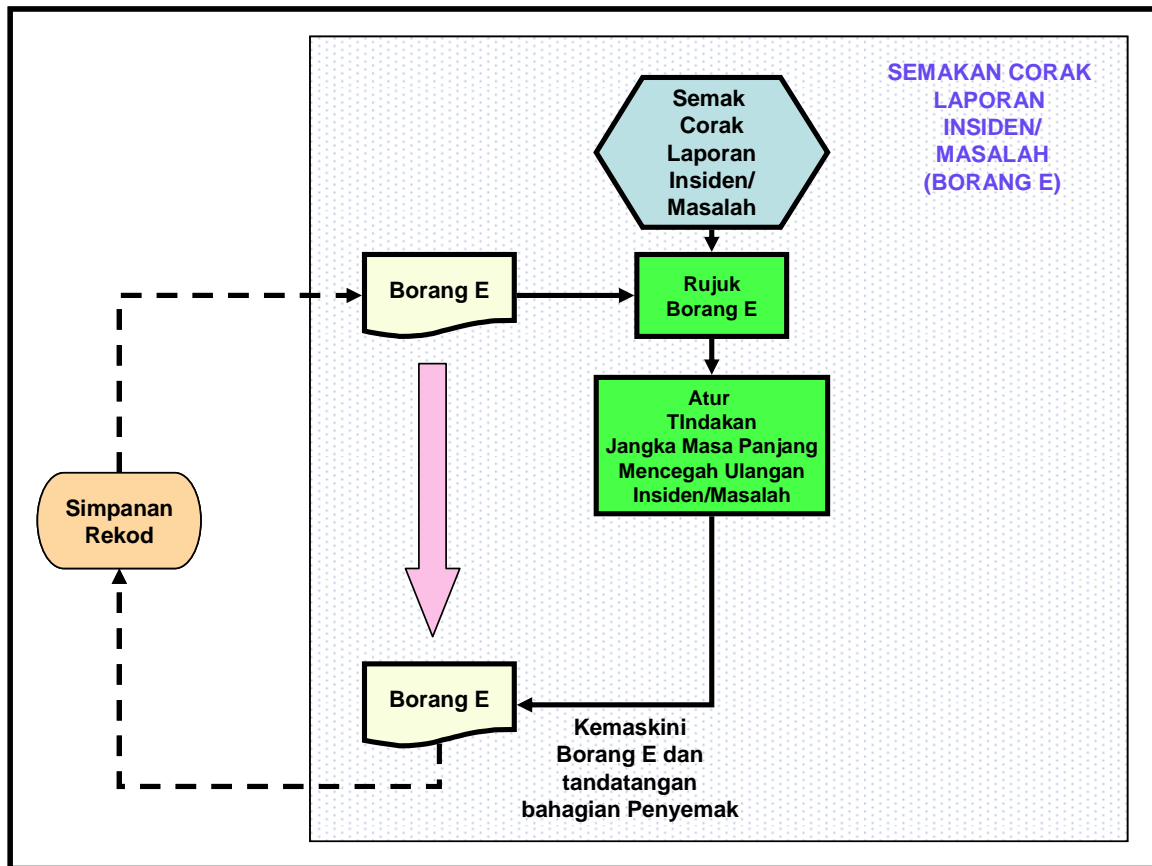 SEMAKAN CORAK
LAPORAN
INSIDEN/
MASALAH
(BORANG E)
Semak
Corak
Laporan
Insiden/
Masalah
Borang E
Rujuk
Borang E
Atur
TIndakan
Jangka Masa Panjang
Mencegah Ulangan
Insiden/Masalah
Simpanan
Rekod
Borang E
Kemaskini
Borang E dan
tandatangan
bahagian Penyemak